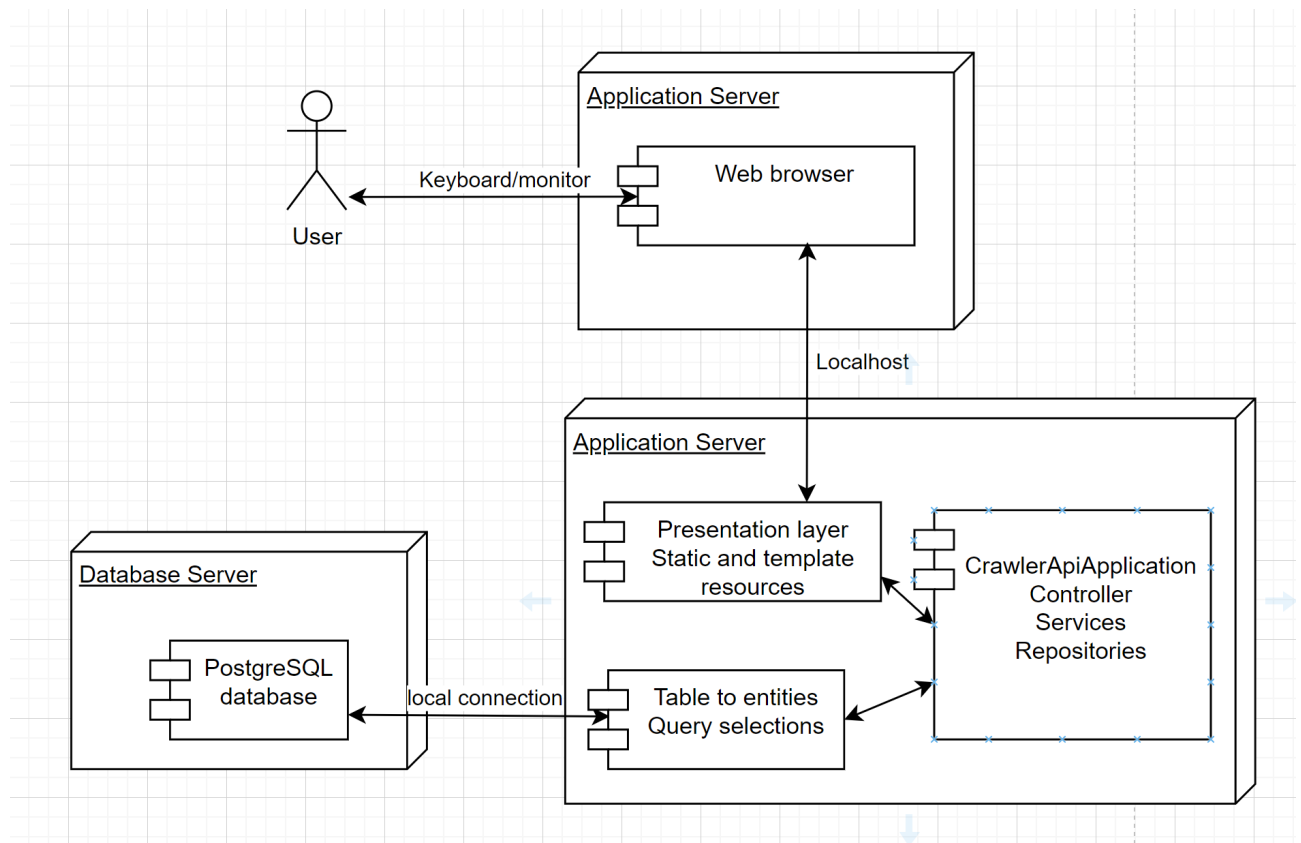 Application Server
Web browser
Keyboard/monitor
User
Localhost
Application Server
Presentation layer
Static and template
resources
CrawlerApiApplication
Controller
Services
Repositories
Database Server
PostgreSQL
database
local connection
Table to entities
Query selections